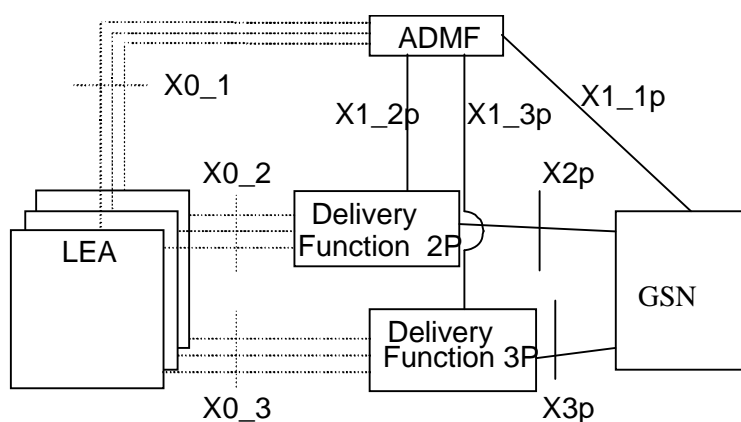 ADMF
X0_1
X1_2p
X1_3p
X1_1p
X0_2
X2p
Delivery
Function 2P
LEA
GSN
Delivery
Function 3P
X0_3
X3p